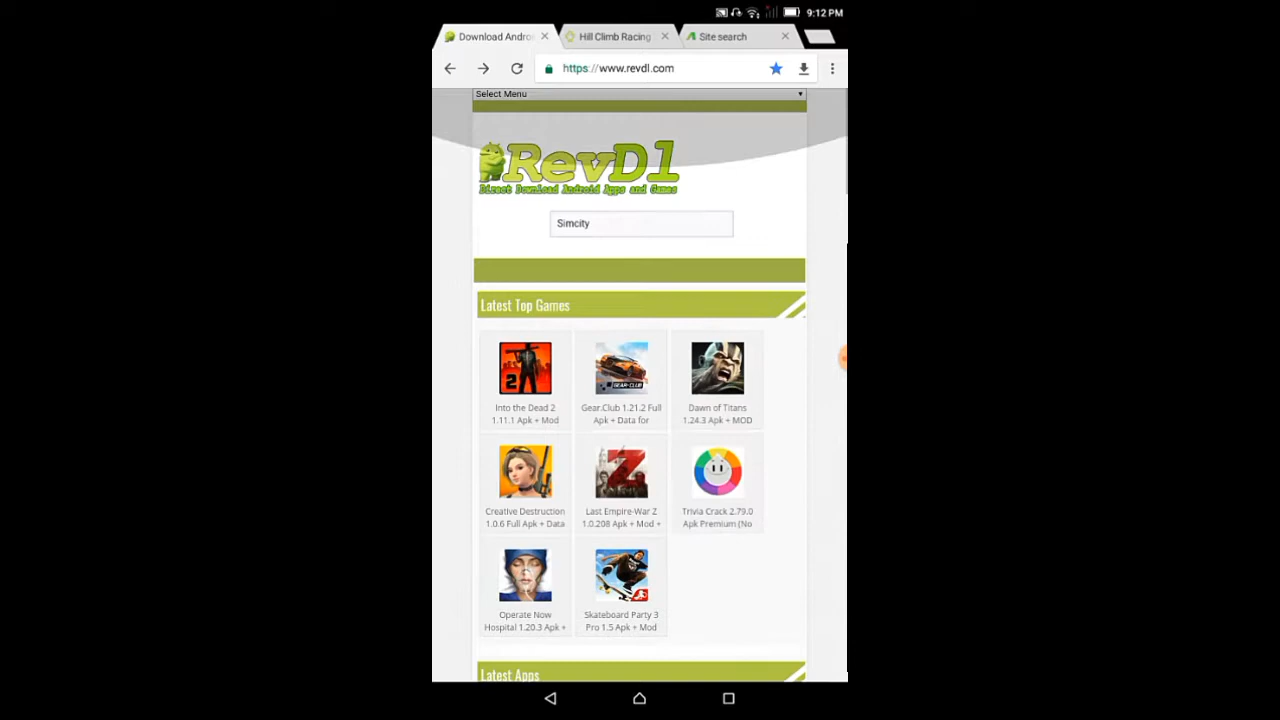 9:12 PM
Download Androi
Hill Climb Racing
Site search
https://www.revdl.com
Select Menu
RevDl
Direct Download Android Apps and Games
Simcity
Latest Top Games
2
GEAR.CLUB
Into the Dead 2
1.11.1 Apk + Mod
Gear.Club 1.21.2 Full
Apk + Data for
Dawn of Titans
1.24.3 Apk + MOD
Z
Creative Destruction
1.0.6 Full Apk + Data
Last Empire-War Z
1.0.208 Apk + Mod +
Trivia Crack 2.79.0
Apk Premium (No
Operate Now
Hospital 1.20.3 Apk +
Skateboard Party 3
Pro 1.5 Apk + Mod
Latest Apps